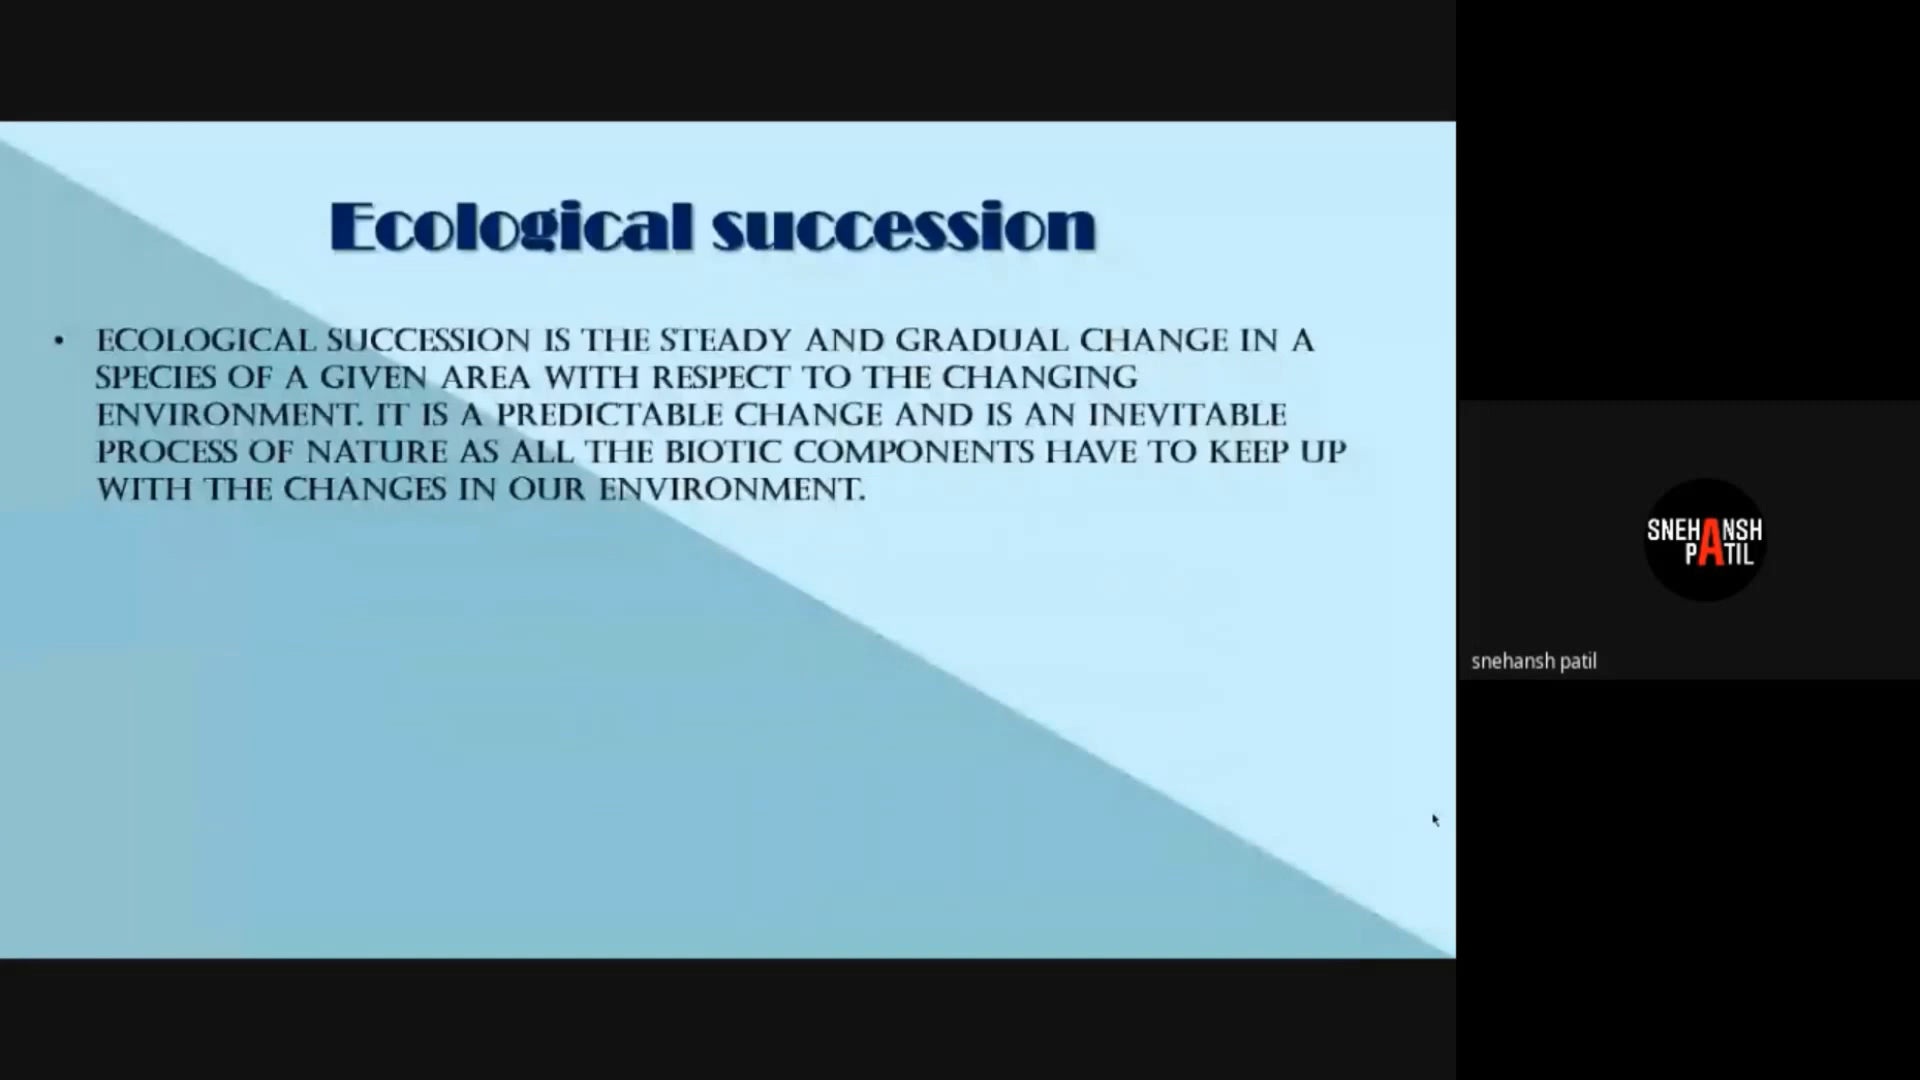 Ecological succession
• ECOLOGICAL SUCCESSION IS THE STEADY AND GRADUAL CHANGE IN A
SPECIES OF A GIVEN AREA WITH RESPECT TO THE CHANGING
ENVIRONMENT. IT IS A PREDICTABLE CHANGE AND IS AN INEVITABLE
PROCESS OF NATURE AS ALL THE BIOTIC COMPONENTS HAVE TO KEEP UP
WITH THE CHANGES IN OUR ENVIRONMENT.
SNEHANSH
PATIL
snehansh patil